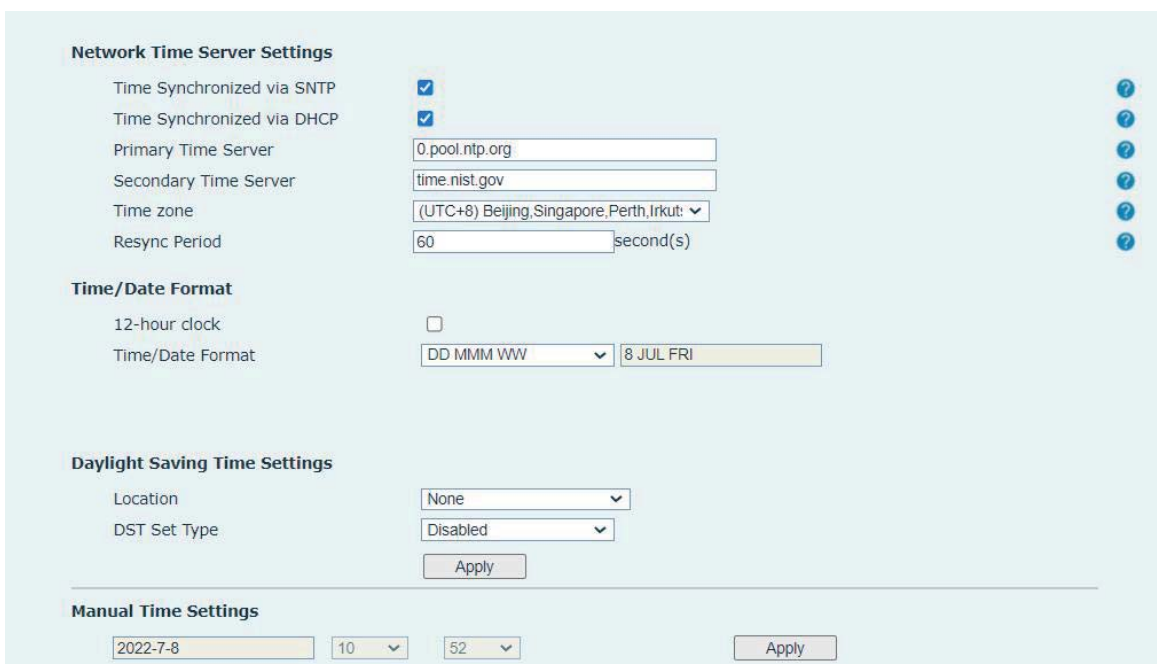 Network Time Server Settings
Time Synchronized via SNTP
Time Synchronized via DHCP
Primary Time Server 0.pool.ntp.org
Secondary Time Server time.nist.gov
Time zone (UTC+8) Beijing,Singapore,Perth,Irkuts
Resync Period 60 second(s)
Time/Date Format
12-hour clock
Time/Date Format DD MMM WW 8 JUL FRI
Daylight Saving Time Settings
Location None
DST Set Type Disabled
Apply
Manual Time Settings
2022-7-8 10 52 Apply